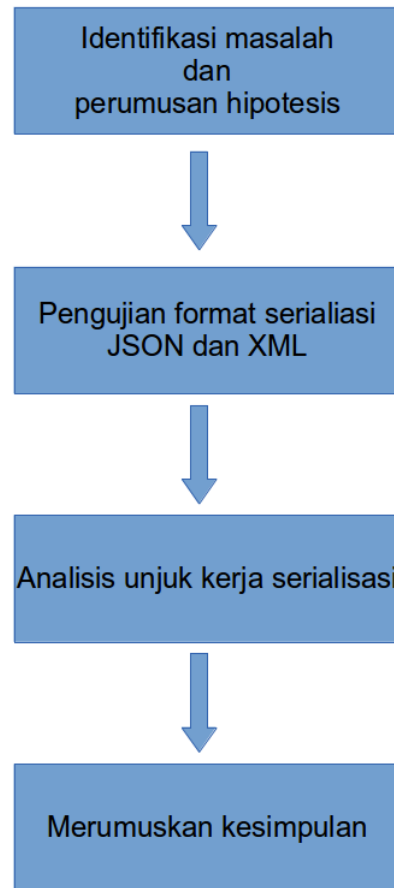 Identifikasi masalah
dan
perumusan hipotesis
Pengujian format serialiasi
JSON dan XML
Analisis unjuk kerja serialisasi
Merumuskan kesimpulan